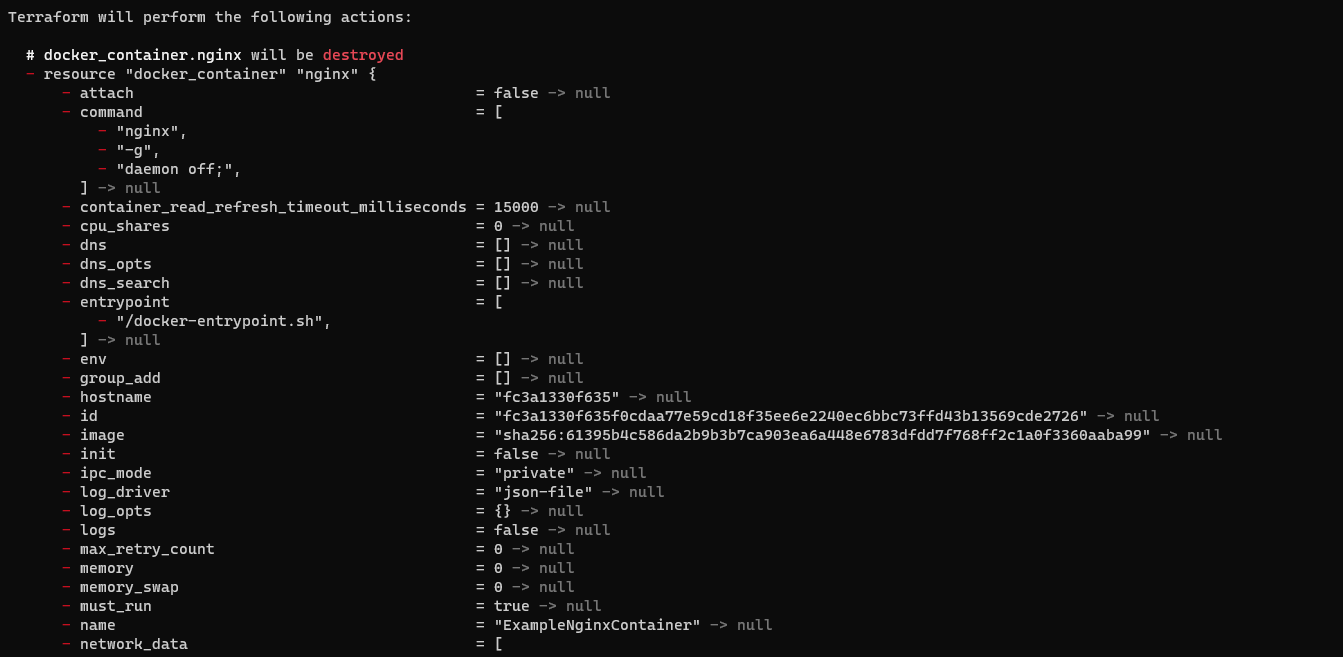 Terraform will perform the following actions:
# docker_container.nginx will be destroyed
- resource "docker_container" "nginx" {
- attach = false -> null
- command = [
- "nginx",
- "-g",
- "daemon off;",
] -> null
- container_read_refresh_timeout_milliseconds = 15000 -> null
- cpu_shares = 0 -> null
- dns = [] -> null
- dns_opts = [] -> null
- dns_search = [] -> null
- entrypoint = [
- "/docker-entrypoint.sh",
] -> null
- env = [] -> null
- group_add = [] -> null
- hostname = "fc3a1330f635" -> null
- id = "fc3a1330f635f0cdaa77e59cd18f35ee6e2240ec6bbc73ffd43b13569cde2726" -> null
- image = "sha256:61395b4c586da2b9b3b7ca903ea6a448e6783dfdd7f768ff2c1a0f3360aaba99" -> null
- init = false -> null
- ipc_mode = "private" -> null
- log_driver = "json-file" -> null
- log_opts = {} -> null
- logs = false -> null
- max_retry_count = 0 -> null
- memory = 0 -> null
- memory_swap = 0 -> null
- must_run = true -> null
- name = "ExampleNginxContainer" -> null
- network_data = [